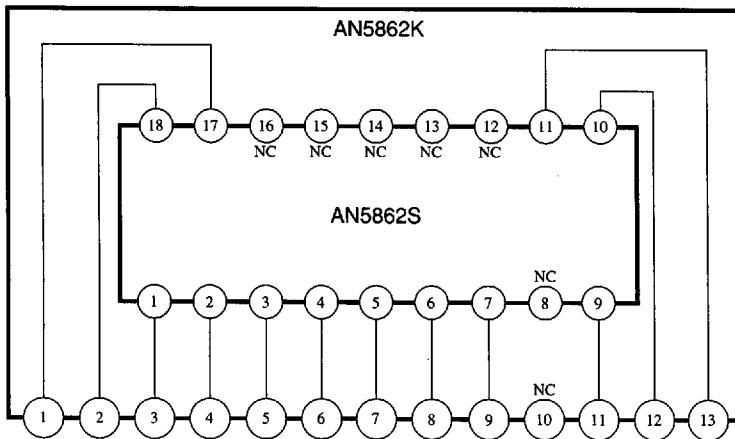 AN5862K
18 17 16 15 14 13 12 11 10
NC NC NC NC NC
AN5862S
NC
1 2 3 4 5 6 7 8 9
NC
1 2 3 4 5 6 7 8 9 10 11 12 13